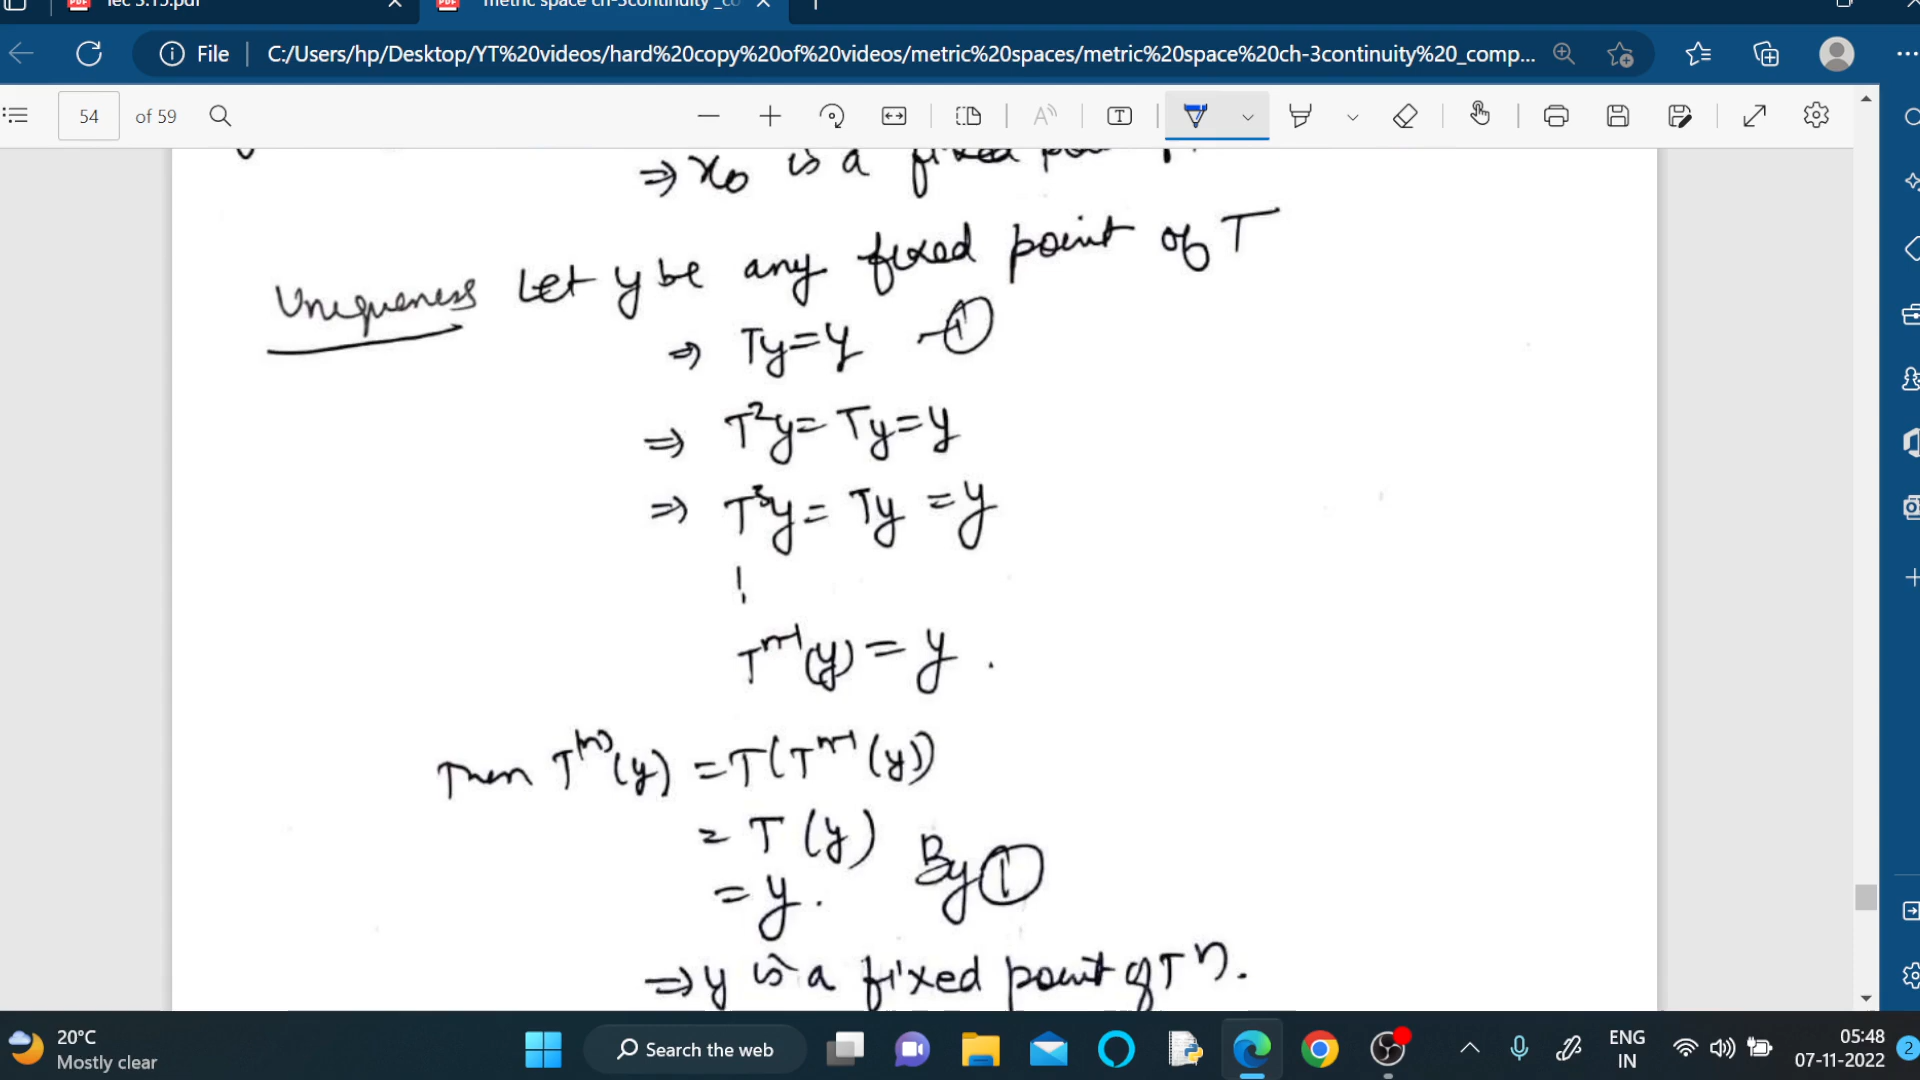 lec 3.15.pdf
metric space ch-3continuity _co
File
C:/Users/hp/Desktop/YT%20videos/hard%20copy%20of%20videos/metric%20spaces/metric%20space%20ch-3continuity%20_comp...
54 of 59
⇒ x₀ is a fixed
Uniqueness Let y be any fixed point of T
⇒ Ty=y —①
⇒ T²y= Ty=y
⇒ T³y= Ty =y
Tⁿ⁻¹(y) = y .
Then T⁽ⁿ⁾(y) =T(Tⁿ⁻¹(y))
= T (y) By ①
= y.
⇒ y is a fixed point of Tⁿ.
20°C
Mostly clear
Search the web
ENG
IN
05:48
07-11-2022
2